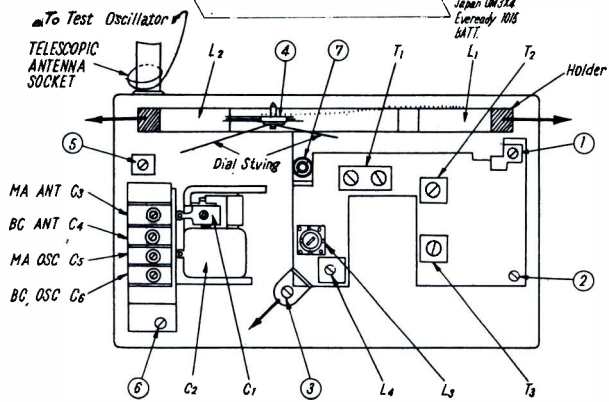 Japan UM3X4
Eveready 1015
BATT.
To Test Oscillator
TELESCOPIC
ANTENNA
SOCKET
L2
4
7
T1
L1
T2
Holder
5
Dial Stving
1
MA ANT C3
BC ANT C4
MA OSC C5
BC, OSC C6
2
6
C2
C1
3
L4
L3
T3